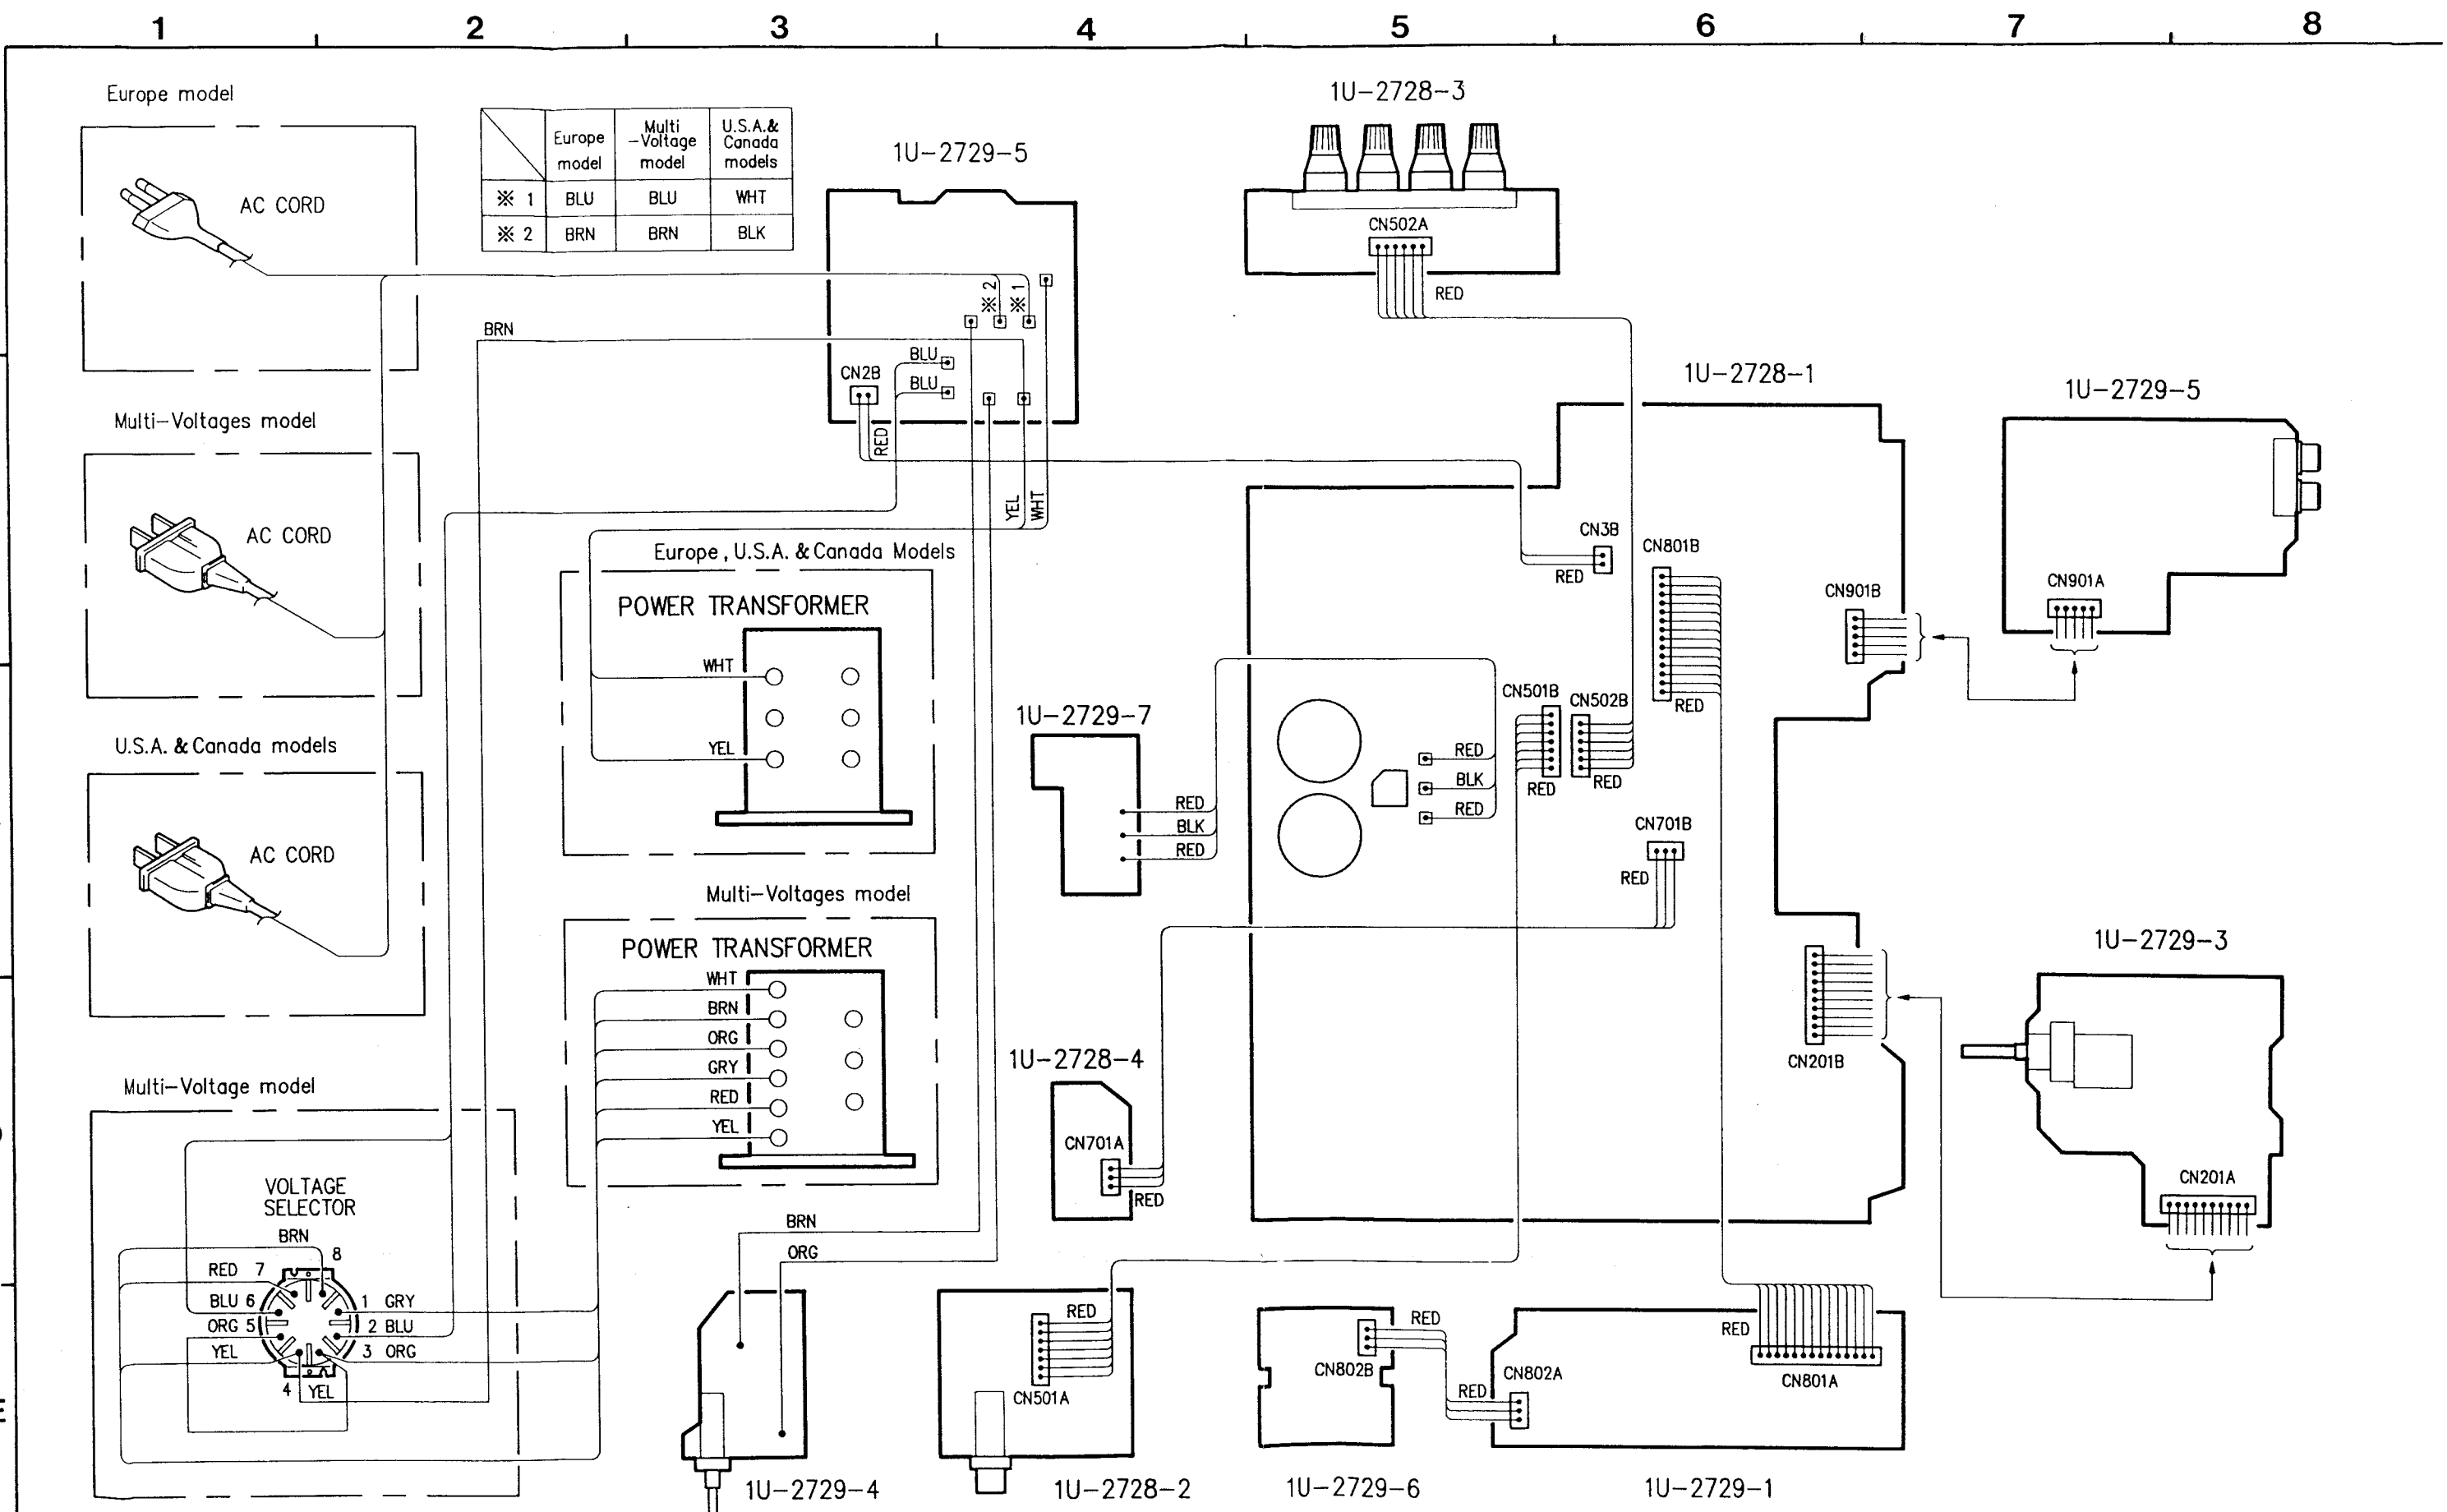 1 2 3 4 5 6 7 8
Europe model
AC CORD
Multi-Voltages model
AC CORD
U.S.A. & Canada models
AC CORD
Multi-Voltage model
VOLTAGE
SELECTOR
BRN
8
RED 7
BLU 6
ORG 5
YEL
4 YEL
1 GRY
2 BLU
3 ORG
Europe model
Multi-Voltage model
U.S.A.& Canada models
※ 1 BLU BLU WHT
※ 2 BRN BRN BLK
1U-2729-5
※ 2
※ 1
BRN
BLU
BLU
CN2B
RED
YEL
WHT
Europe, U.S.A. & Canada Models
POWER TRANSFORMER
WHT
YEL
Multi-Voltages model
POWER TRANSFORMER
WHT
BRN
ORG
GRY
RED
YEL
BRN
ORG
1U-2729-4
1U-2729-7
RED
BLK
RED
1U-2728-4
CN701A
RED
RED
CN501A
1U-2728-2
1U-2728-3
CN502A
RED
1U-2728-1
CN3B
RED
CN801B
RED
CN901B
CN501B
RED
CN502B
RED
RED
BLK
RED
CN701B
RED
CN201B
1U-2729-5
CN901A
1U-2729-3
CN201A
RED
CN802B
1U-2729-6
RED
CN802A
RED
CN801A
1U-2729-1
E